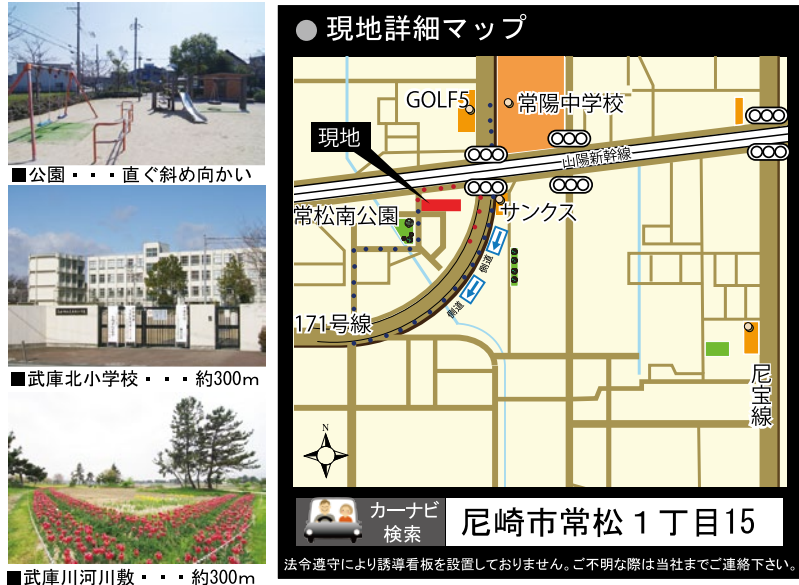 ■公園・・・直ぐ斜め向かい
■武庫北小学校・・・約300m
■武庫川河川敷・・・約300m
●現地詳細マップ
GOLF5
常陽中学校
現地
山陽新幹線
常松南公園
サンクス
側道
側道
171号線
尼宝線
N
カーナビ
検索
尼崎市常松１丁目15
法令遵守により誘導看板を設置しておりません。ご不明な際は当社までご連絡下さい。